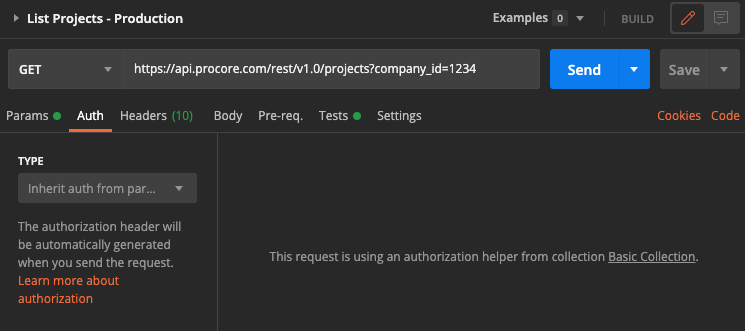 List Projects - Production
Examples 0
BUILD
GET
https://api.procore.com/rest/v1.0/projects?company_id=1234
Send
Save
Params
Auth
Headers (10)
Body
Pre-req.
Tests
Settings
Cookies
Code
TYPE
Inherit auth from par...
The authorization header will
be automatically generated
when you send the request.
Learn more about
authorization
This request is using an authorization helper from collection Basic Collection.